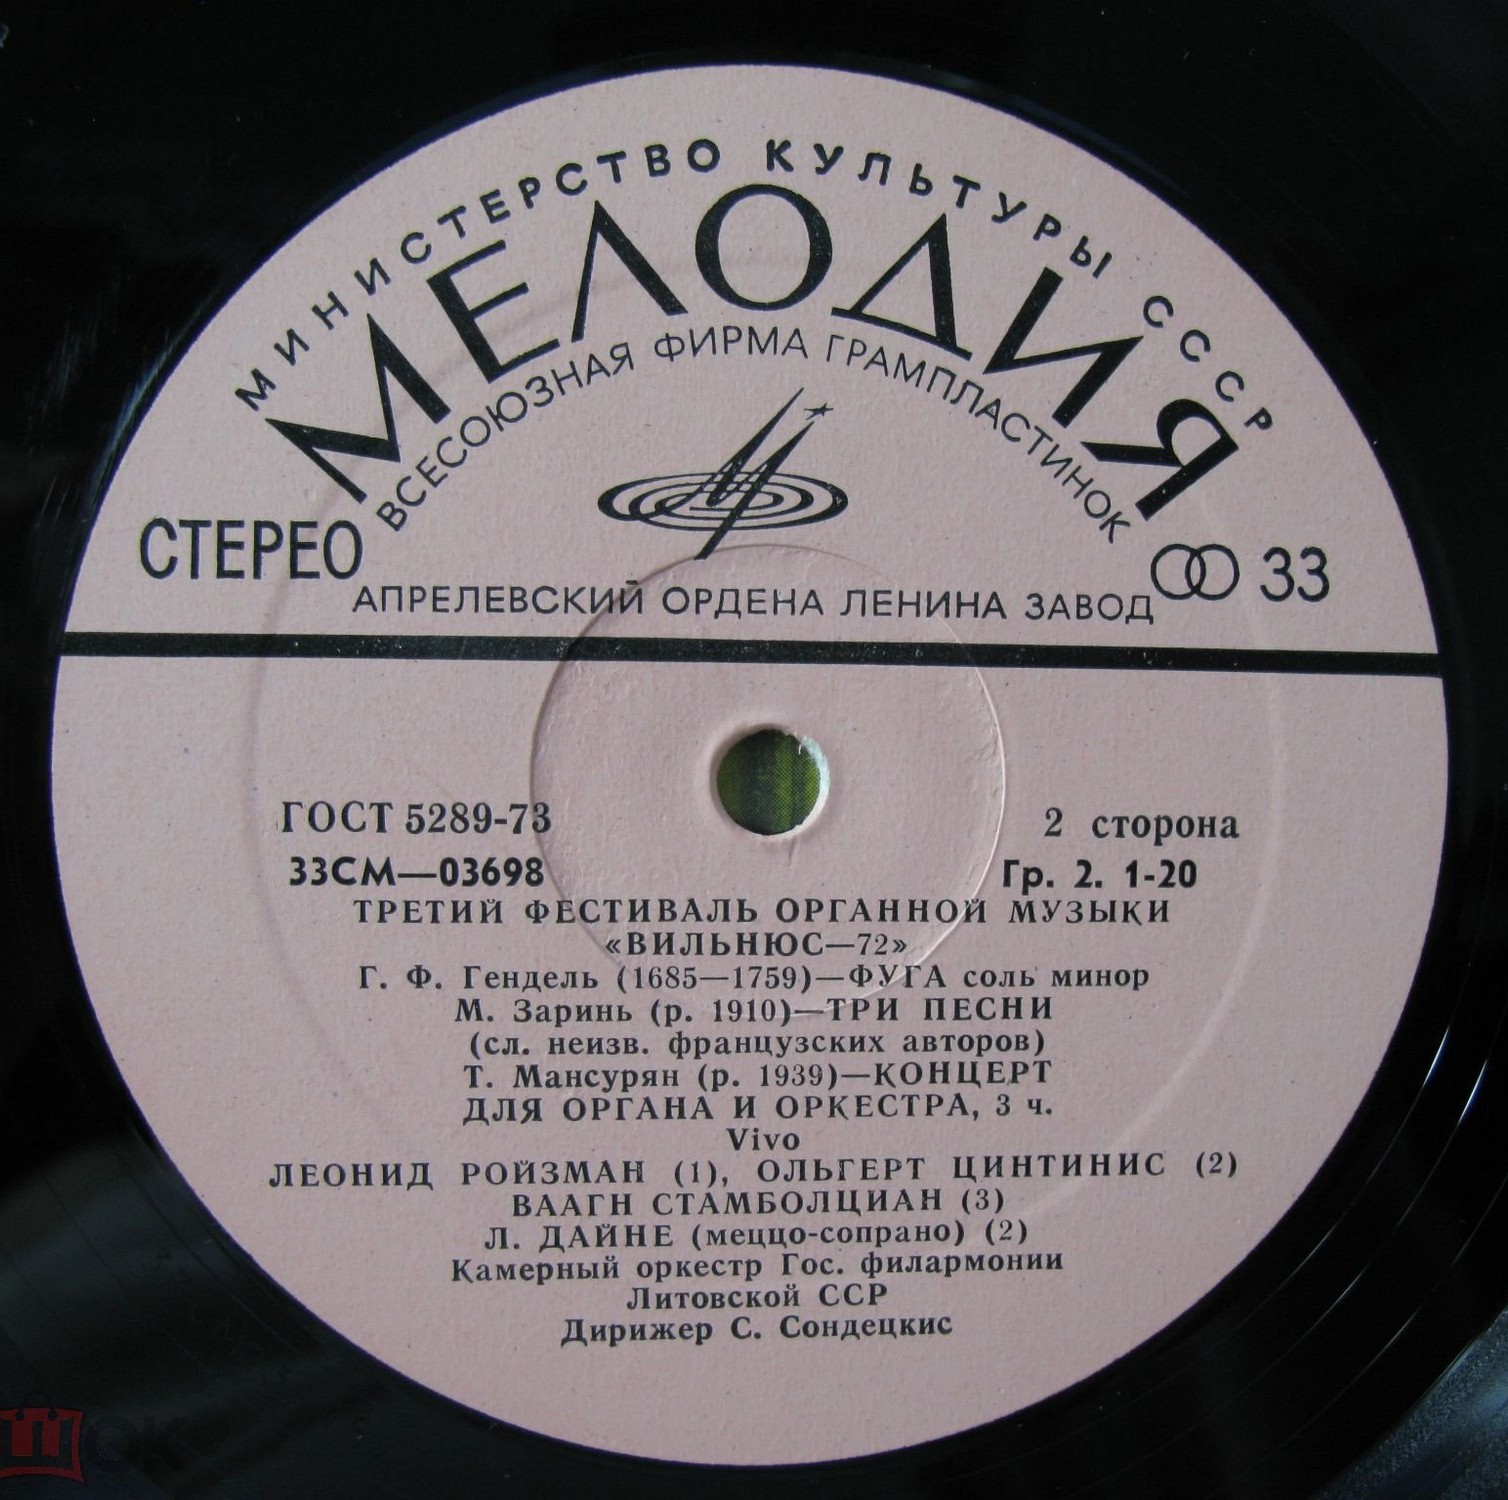 МИНИСТЕРСТВО КУЛЬТУРЫ СССР
МЕЛОДИЯ
ВСЕСОЮЗНАЯ ФИРМА ГРАМПЛАСТИНОК
СТЕРЕО
33
АПРЕЛЕВСКИЙ ОРДЕНА ЛЕНИНА ЗАВОД
ГОСТ 5289-73
2 сторона
33СМ—03698
Гр. 2. 1-20
ТРЕТИЙ ФЕСТИВАЛЬ ОРГАННОЙ МУЗЫКИ
«ВИЛЬНЮС—72»
Г. Ф. Гендель (1685—1759)—ФУГА соль минор
М. Заринь (р. 1910)—ТРИ ПЕСНИ
(сл. неизв. французских авторов)
Т. Мансурян (р. 1939)—КОНЦЕРТ
ДЛЯ ОРГАНА И ОРКЕСТРА, 3 ч.
Vivo
ЛЕОНИД РОЙЗМАН (1), ОЛЬГЕРТ ЦИНТИНИС (2)
ВААГН СТАМБОЛЦИАН (3)
Л. ДАЙНЕ (меццо-сопрано) (2)
Камерный оркестр Гос. филармонии
Литовской ССР
Дирижер С. Сондецкис